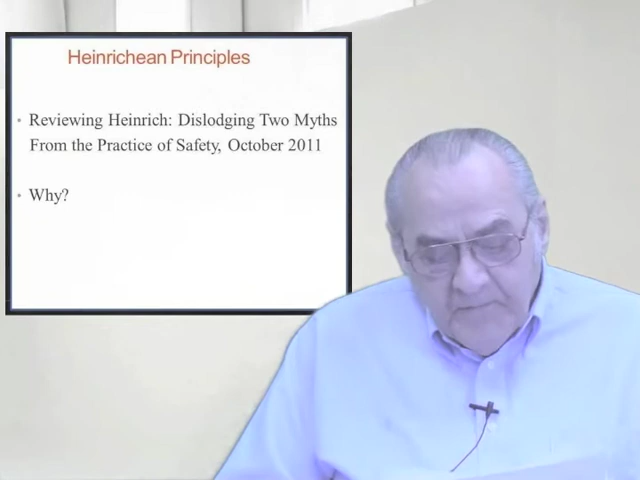 Heinrichean Principles
• Reviewing Heinrich: Dislodging Two Myths
From the Practice of Safety, October 2011
• Why?